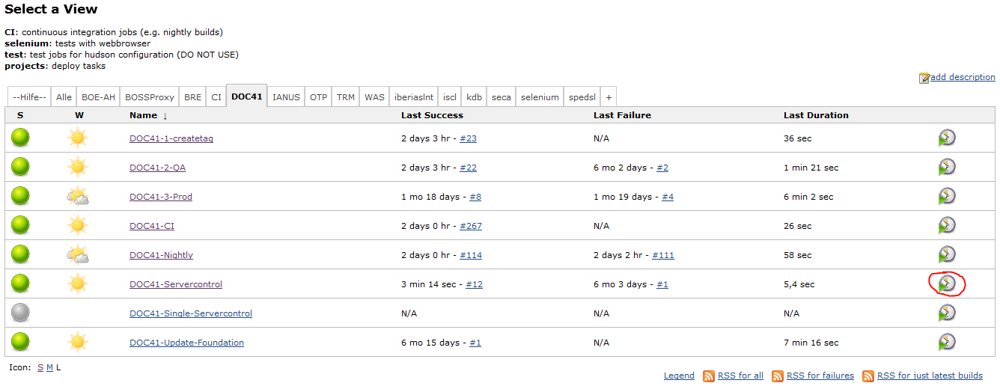 Select a View
CI: continuous integration jobs (e.g. nightly builds)
selenium: tests with webbrowser
test: test jobs for hudson configuration (DO NOT USE)
projects: deploy tasks
add description
--Hilfe-- Alle BOE-AH BOSSProxy BRE CI DOC41 IANUS OTP TRM WAS iberiaslnt iscl kdb seca selenium spedsl +
S W Name ↓ Last Success Last Failure Last Duration
DOC41-1-createtag 2 days 3 hr - #23 N/A 36 sec
DOC41-2-QA 2 days 3 hr - #22 6 mo 2 days - #2 1 min 21 sec
DOC41-3-Prod 1 mo 18 days - #8 1 mo 19 days - #4 6 min 2 sec
DOC41-CI 2 days 0 hr - #267 N/A 26 sec
DOC41-Nightly 2 days 0 hr - #114 2 days 2 hr - #111 58 sec
DOC41-Servercontrol 3 min 14 sec - #12 6 mo 3 days - #1 5,4 sec
DOC41-Single-Servercontrol N/A N/A N/A
DOC41-Update-Foundation 6 mo 15 days - #1 N/A 7 min 16 sec
Icon: S M L
Legend RSS for all RSS for failures RSS for just latest builds